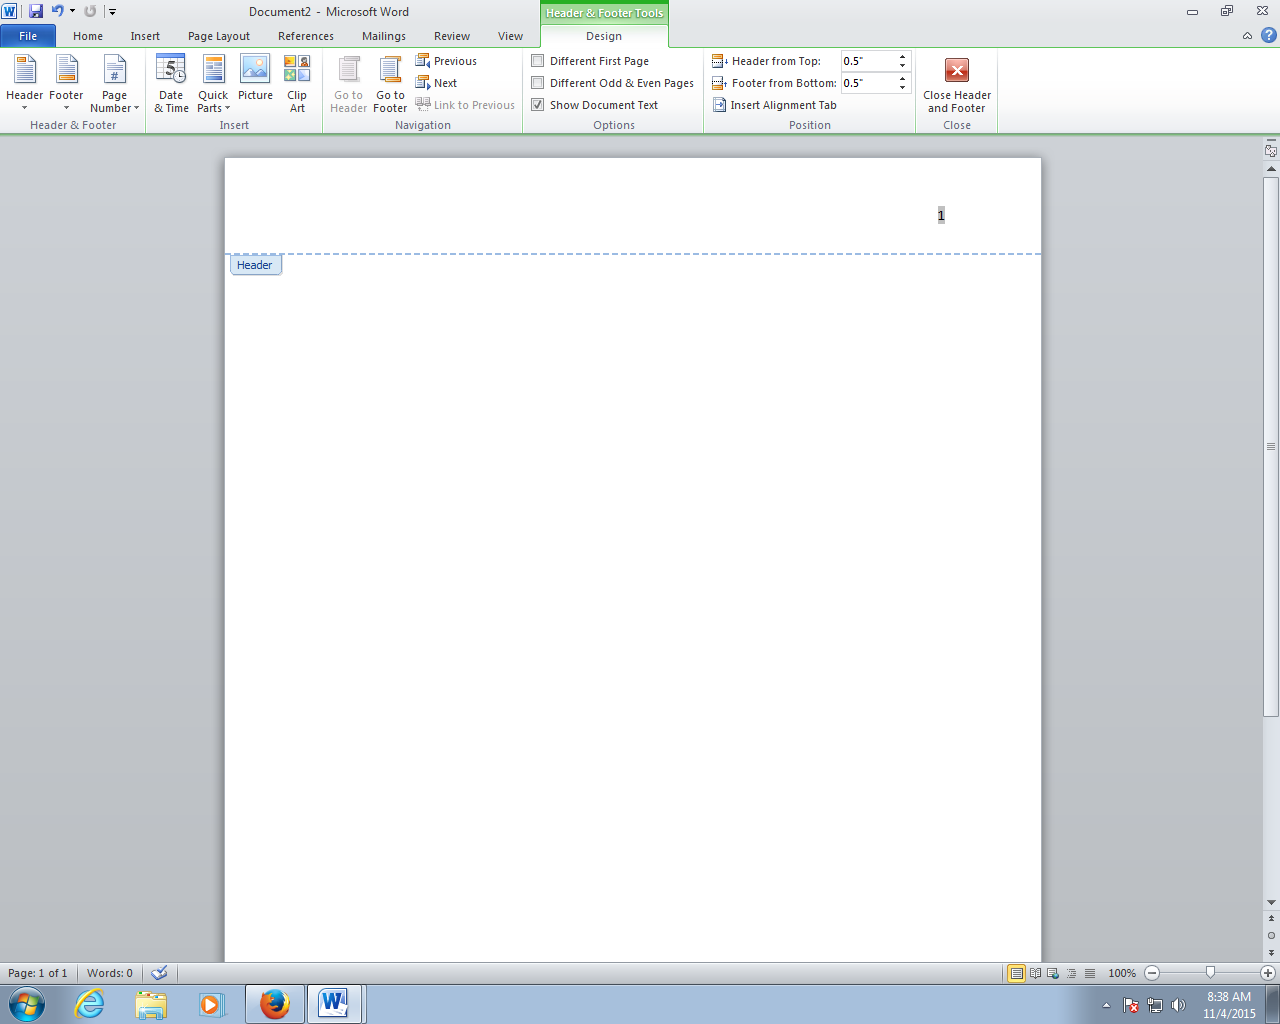 Document2 - Microsoft Word
Header & Footer Tools
File Home Insert Page Layout References Mailings Review View Design
Header
Footer
Page
Number
Header & Footer
Date
& Time
Quick
Parts
Picture
Clip
Art
Insert
Go to
Header
Go to
Footer
Previous
Next
Link to Previous
Navigation
Different First Page
Different Odd & Even Pages
Show Document Text
Options
Header from Top: 0.5"
Footer from Bottom: 0.5"
Insert Alignment Tab
Position
Close Header
and Footer
Close
1
Header
Page: 1 of 1 Words: 0 100%
8:38 AM
11/4/2015